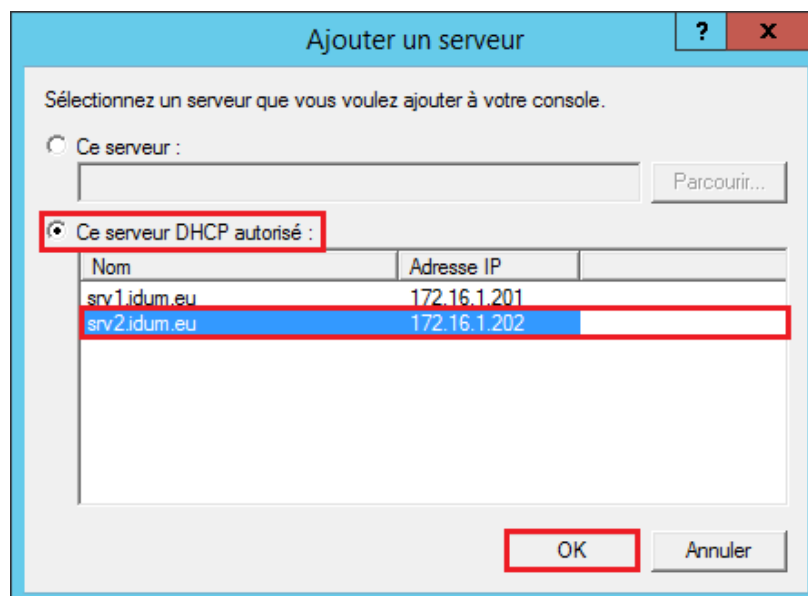 Ajouter un serveur
? x
Sélectionnez un serveur que vous voulez ajouter à votre console.
Ce serveur :
Parcourir...
Ce serveur DHCP autorisé :
Nom Adresse IP
srv1.idum.eu 172.16.1.201
srv2.idum.eu 172.16.1.202
OK Annuler